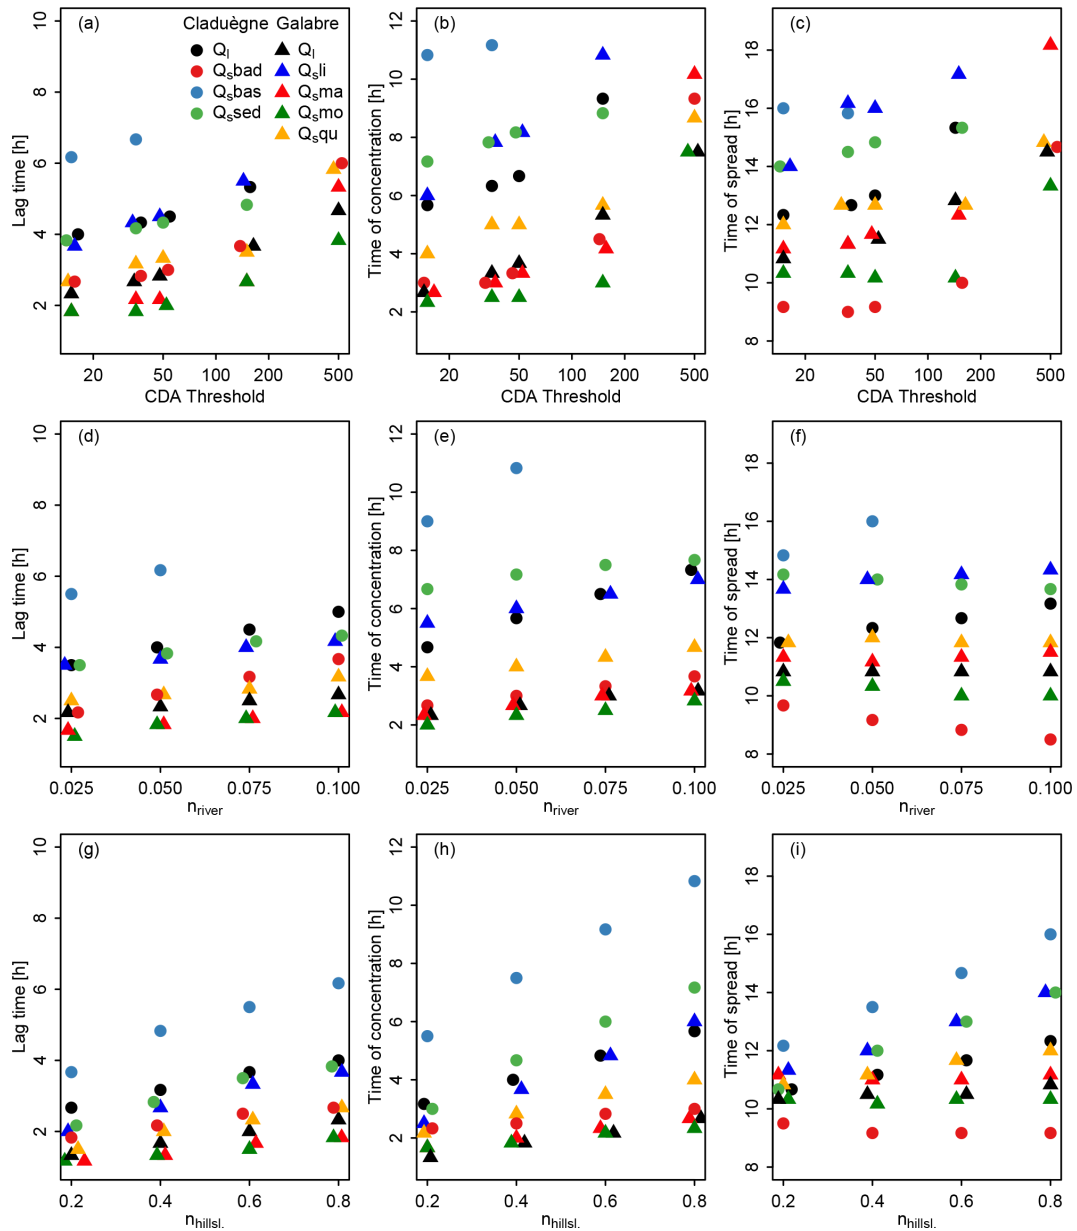 (a)
Claduègne Galabre
Ql Ql
Qsbad Qsli
Qsbas Qsma
Qssed Qsmo
Qsqu
Lag time [h]
2 4 6 8 10
20 50 100 200 500
CDA Threshold
(b)
Time of concentration [h]
2 4 6 8 10 12
20 50 100 200 500
CDA Threshold
(c)
Time of spread [h]
8 10 12 14 16 18
20 50 100 200 500
CDA Threshold
(d)
Lag time [h]
2 4 6 8 10
0.025 0.050 0.075 0.100
nriver
(e)
Time of concentration [h]
2 4 6 8 10 12
0.025 0.050 0.075 0.100
nriver
(f)
Time of spread [h]
8 10 12 14 16 18
0.025 0.050 0.075 0.100
nriver
(g)
Lag time [h]
2 4 6 8 10
0.2 0.4 0.6 0.8
nhillsl.
(h)
Time of concentration [h]
2 4 6 8 10 12
0.2 0.4 0.6 0.8
nhillsl.
(i)
Time of spread [h]
8 10 12 14 16 18
0.2 0.4 0.6 0.8
nhillsl.